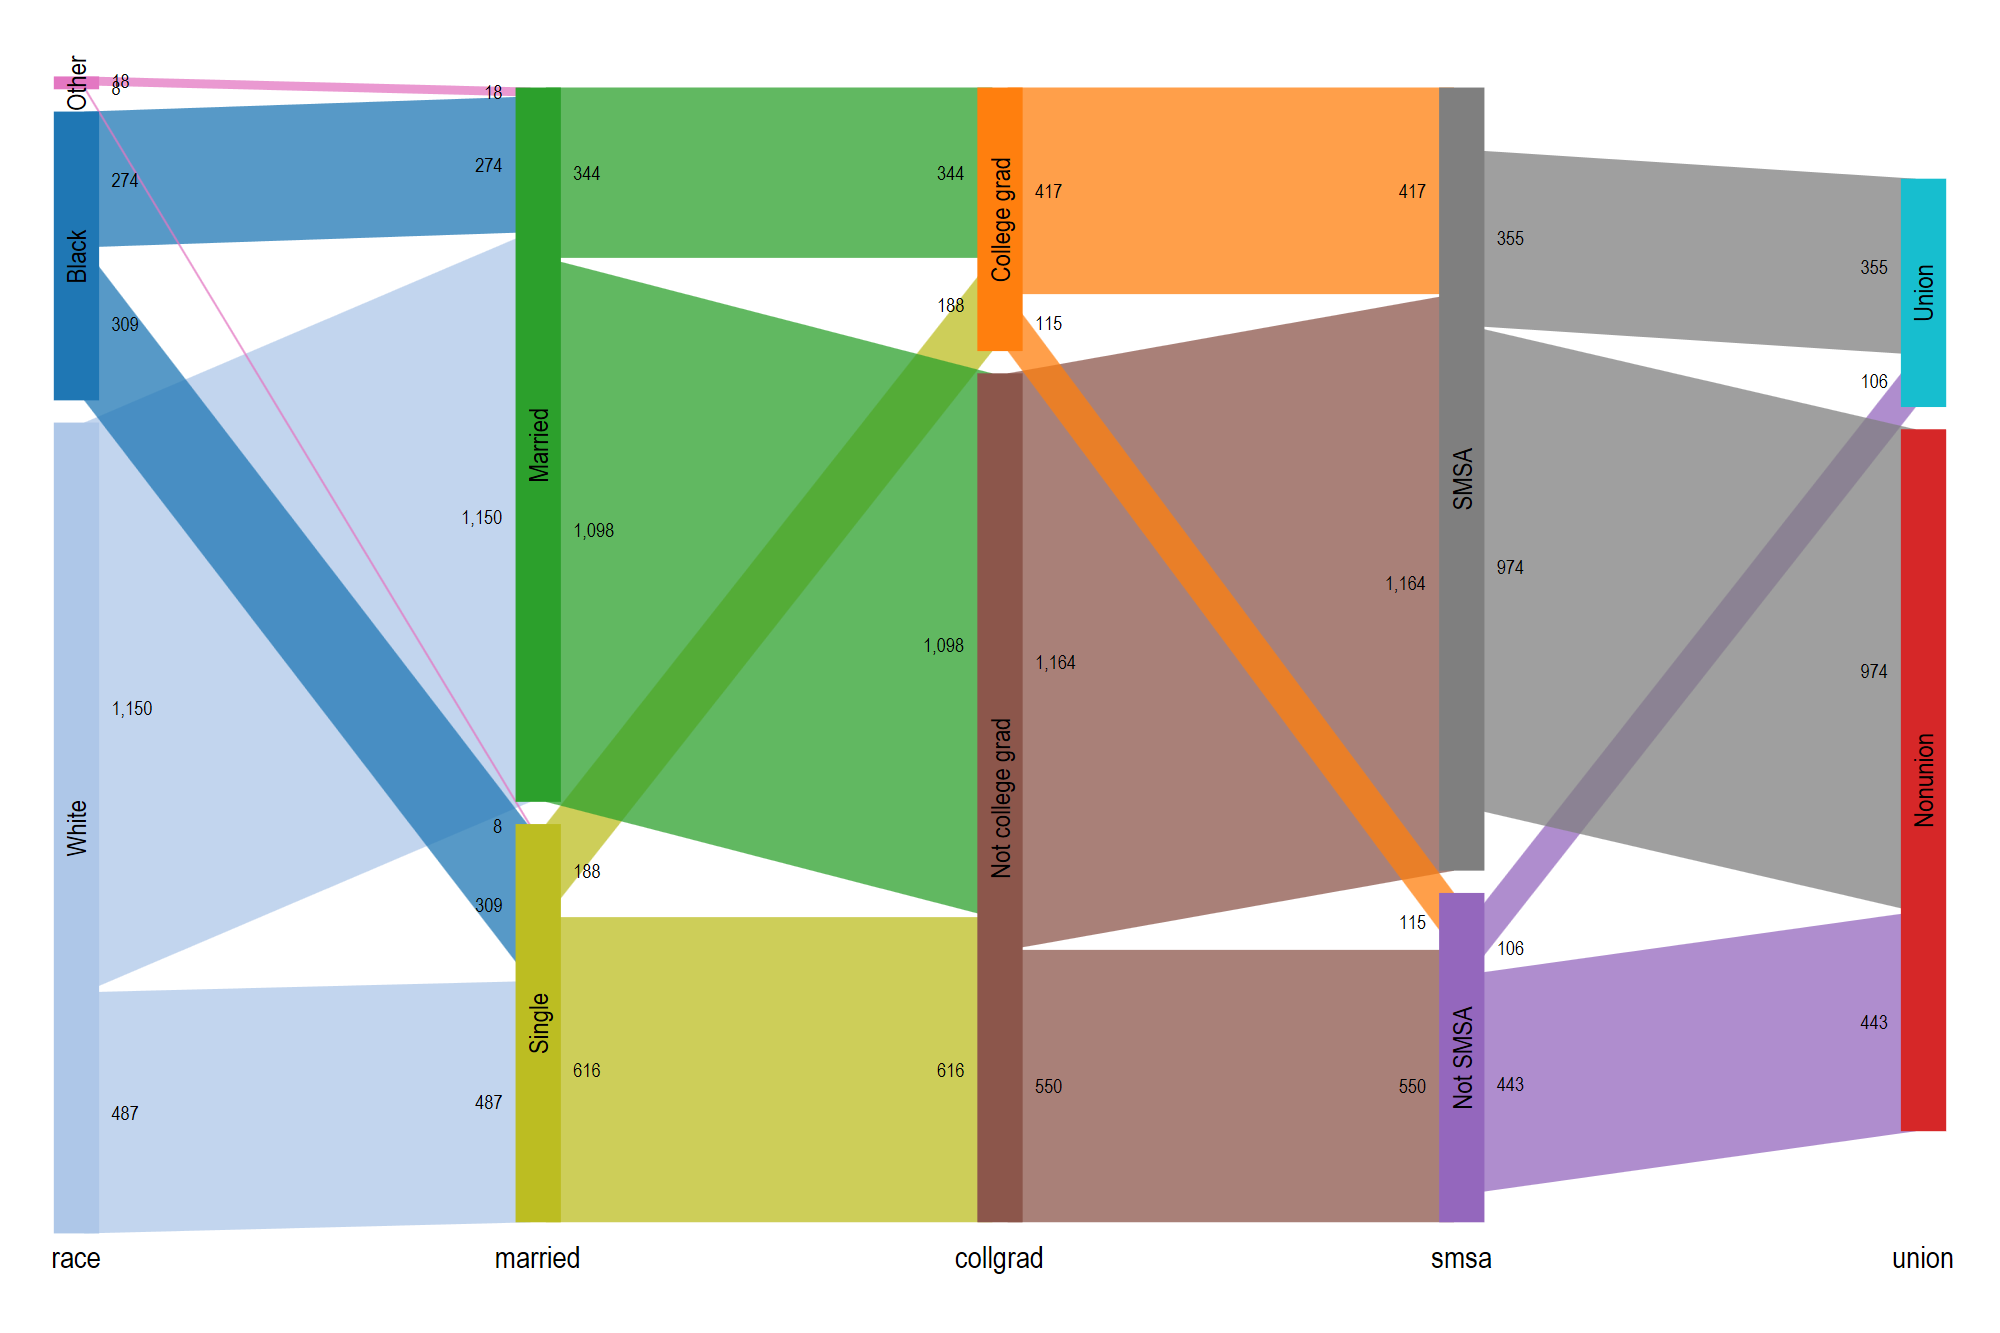 Other
18
8
18
Black
274
309
274
White
1,150
487
1,150
8
309
487
Married
344
1,098
344
188
Single
188
616
1,098
616
College grad
417
115
417
Not college grad
1,164
550
1,164
115
550
SMSA
355
974
355
106
Not SMSA
106
443
974
443
Union
Nonunion
race
married
collgrad
smsa
union